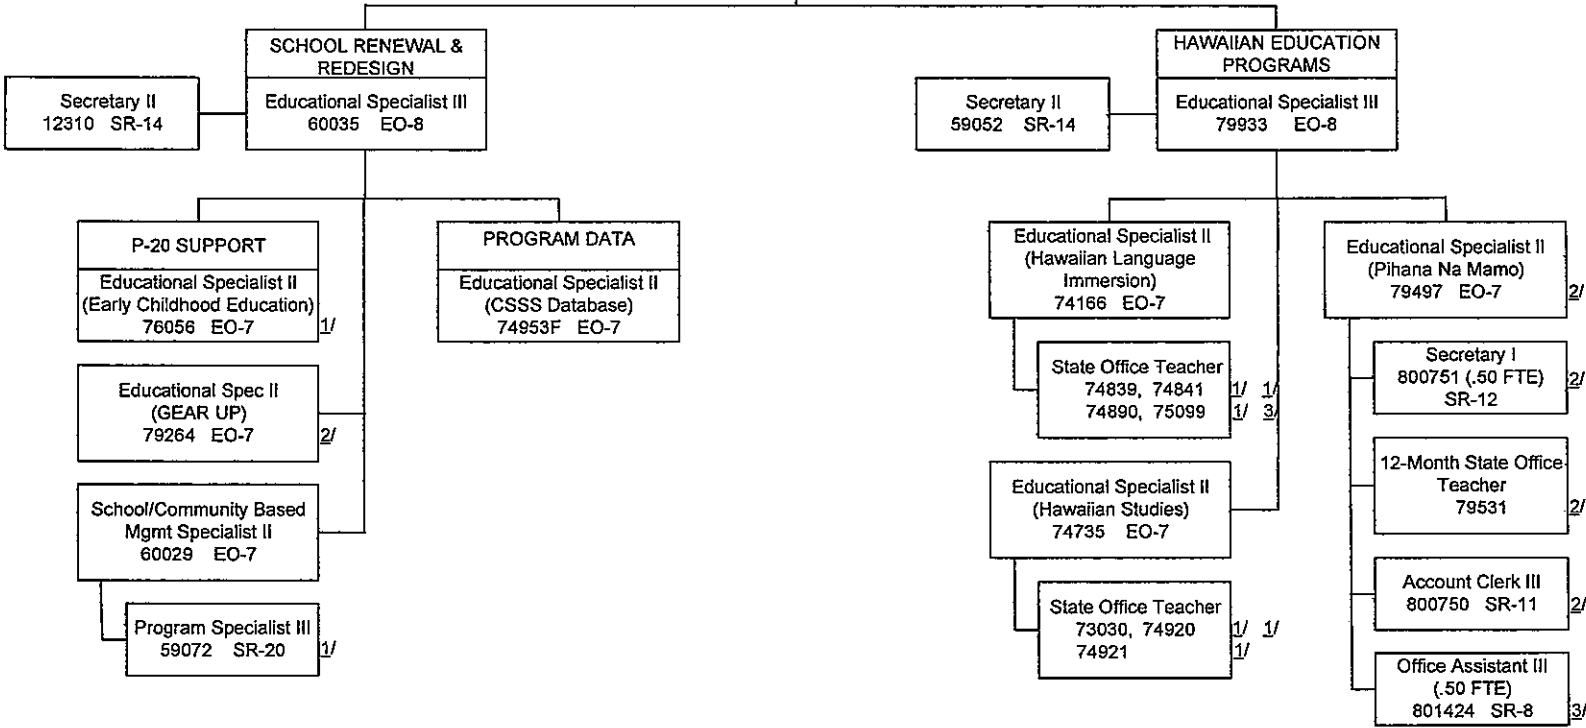 SCHOOL RENEWAL &
REDESIGN
Educational Specialist III
60035 EO-8
Secretary II
12310 SR-14
P-20 SUPPORT
Educational Specialist II
(Early Childhood Education)
76056 EO-7
1/
PROGRAM DATA
Educational Specialist II
(CSSS Database)
74953F EO-7
Educational Spec II
(GEAR UP)
79264 EO-7
2/
School/Community Based
Mgmt Specialist II
60029 EO-7
Program Specialist III
59072 SR-20
1/
HAWAIIAN EDUCATION
PROGRAMS
Educational Specialist III
79933 EO-8
Secretary II
59052 SR-14
Educational Specialist II
(Hawaiian Language
Immersion)
74166 EO-7
State Office Teacher
74839, 74841 1/ 1/
74890, 75099 1/ 3/
Educational Specialist II
(Hawaiian Studies)
74735 EO-7
State Office Teacher
73030, 74920 1/ 1/
74921 1/
Educational Specialist II
(Pihana Na Mamo)
79497 EO-7
2/
Secretary I
800751 (.50 FTE)
SR-12
2/
12-Month State Office
Teacher
79531
2/
Account Clerk III
800750 SR-11
2/
Office Assistant III
(.50 FTE)
801424 SR-8
3/